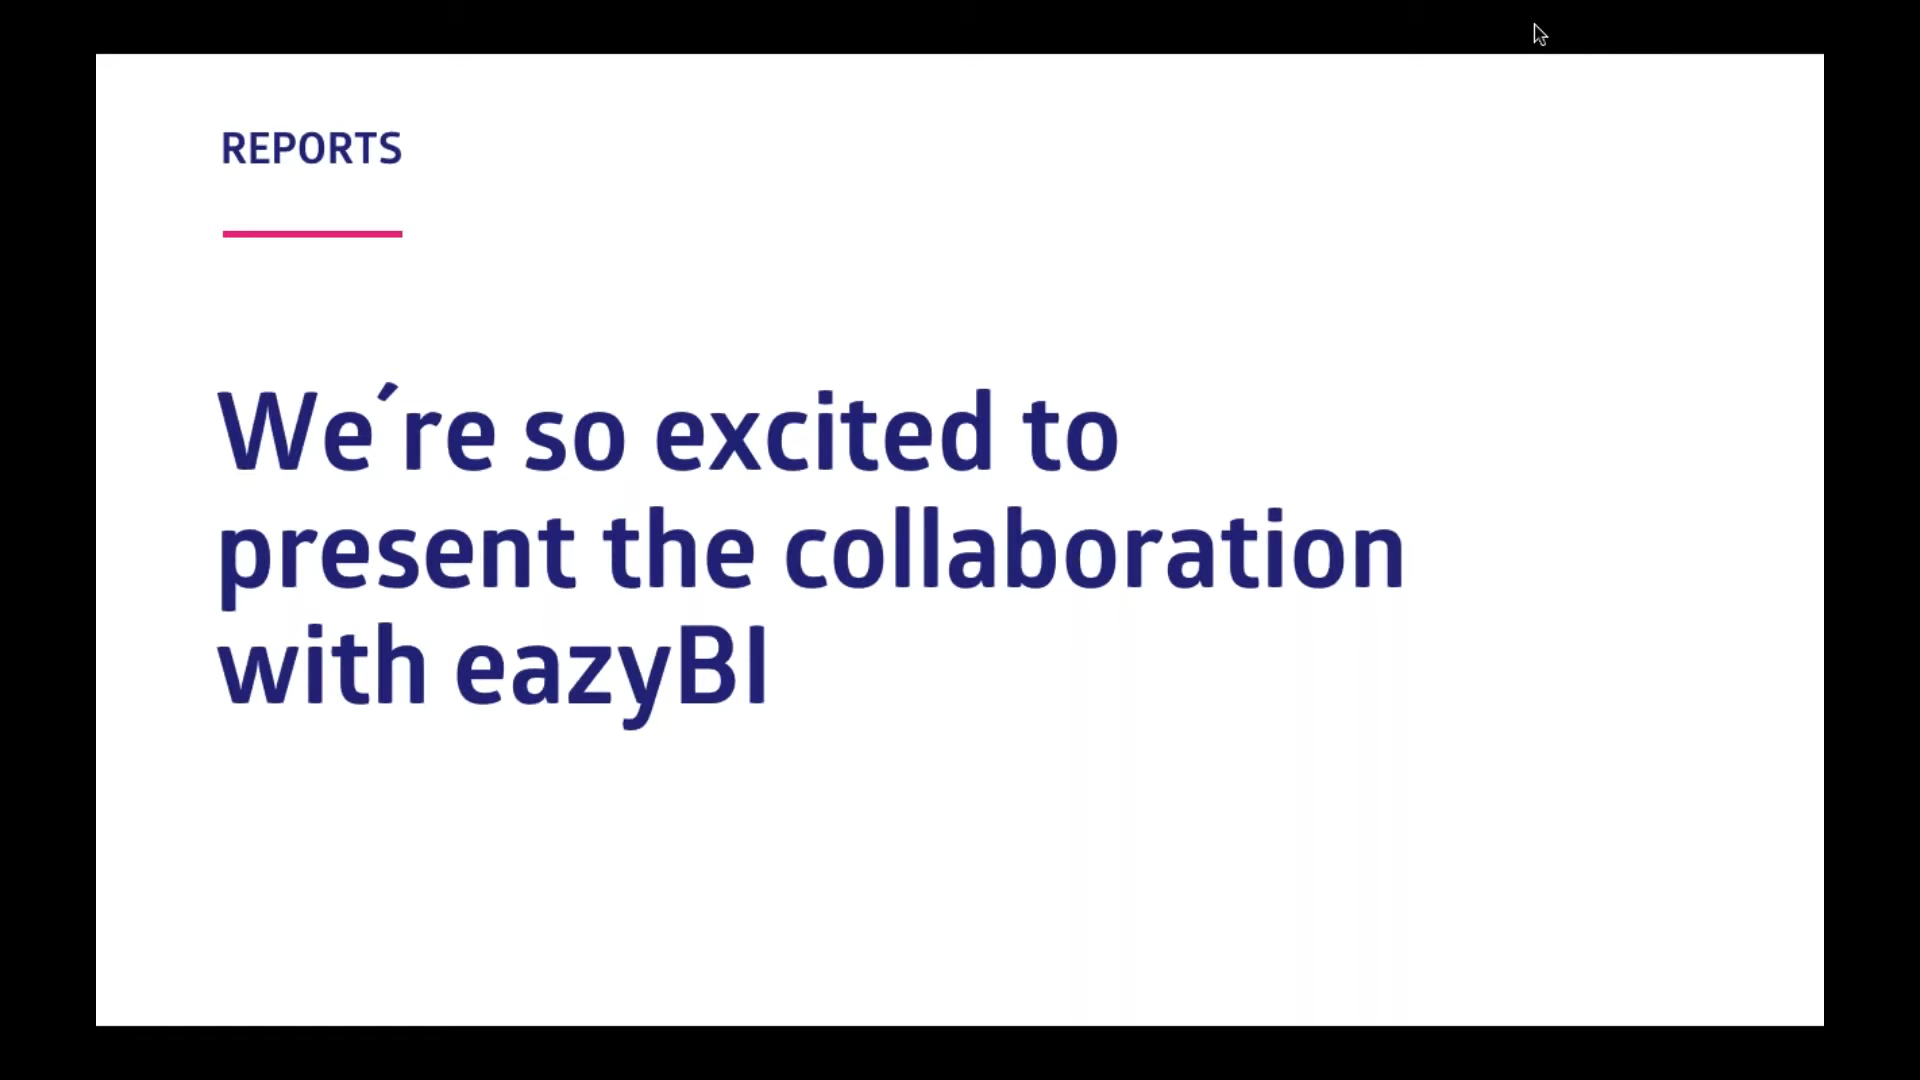 REPORTS
We´re so excited to
present the collaboration
with eazyBI